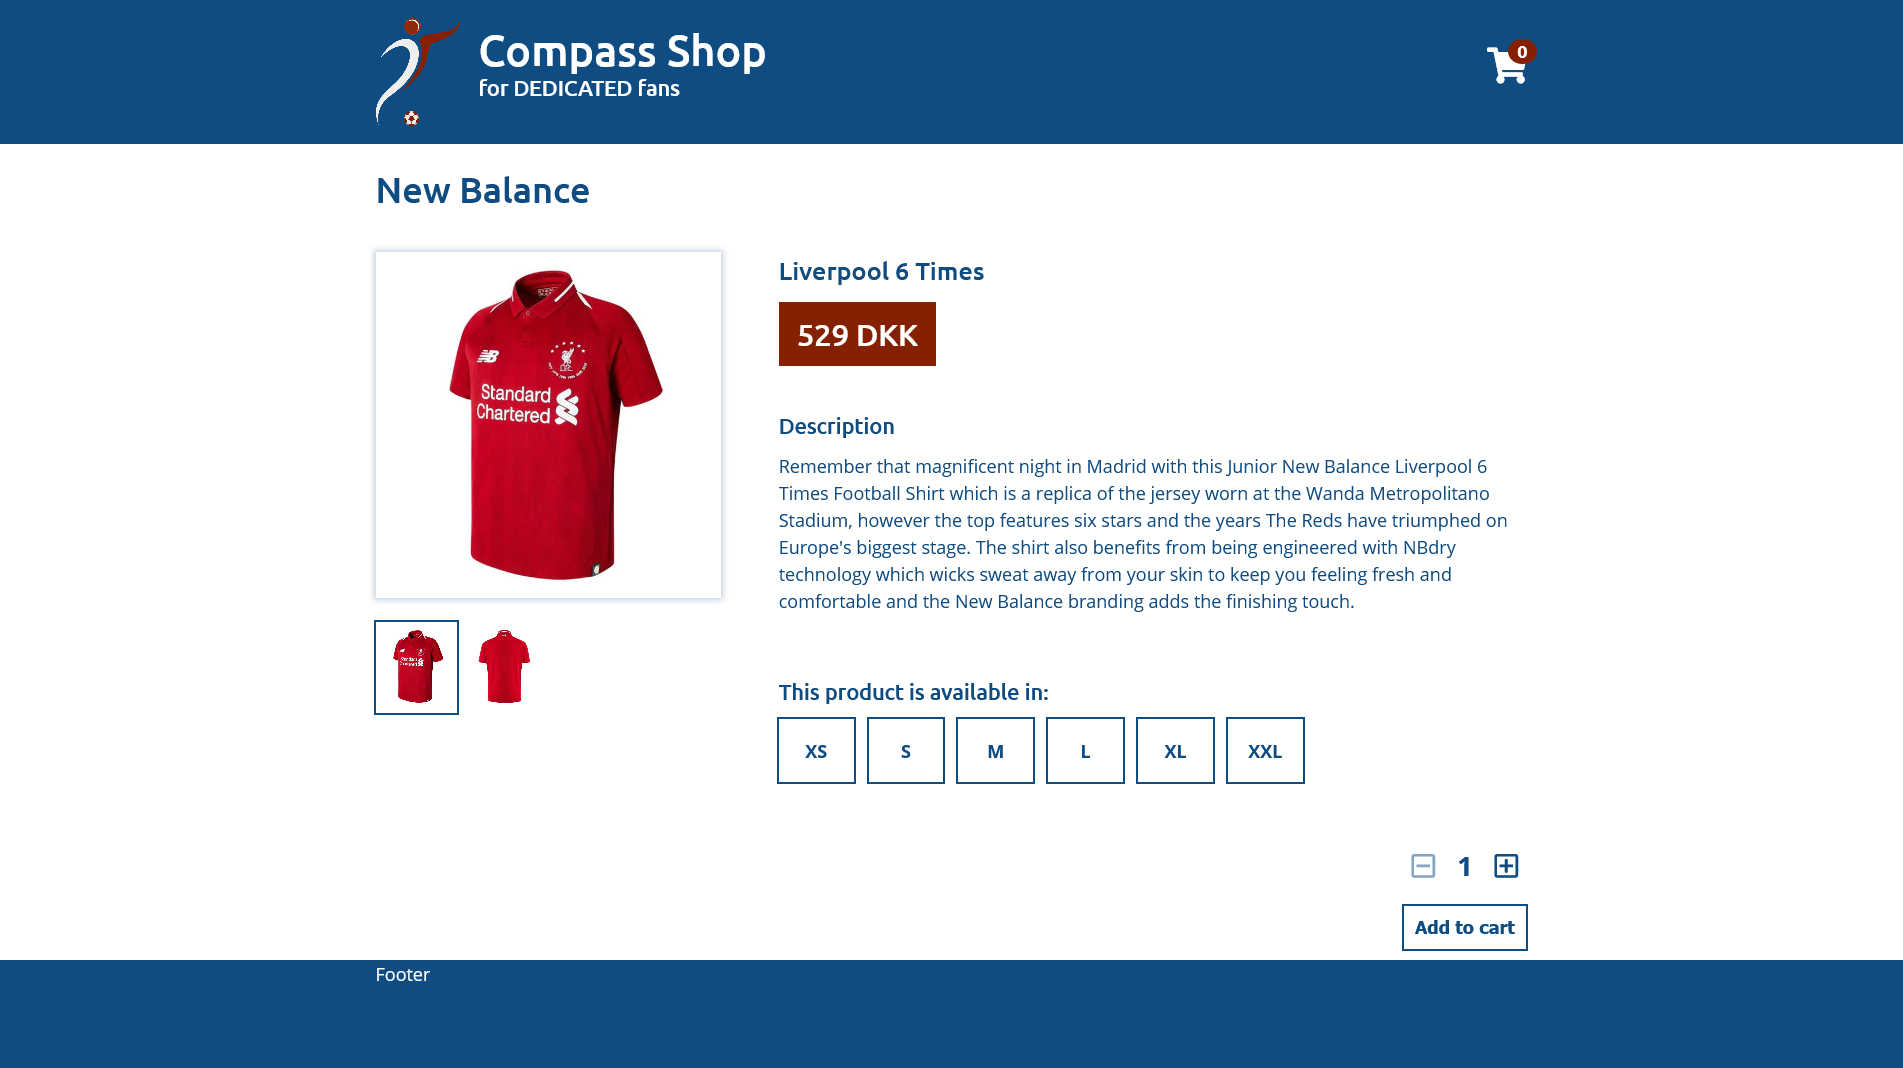 Compass Shop
for DEDICATED fans
0
New Balance
Liverpool 6 Times
529 DKK
Standard
Chartered
Description
Remember that magnificent night in Madrid with this Junior New Balance Liverpool 6
Times Football Shirt which is a replica of the jersey worn at the Wanda Metropolitano
Stadium, however the top features six stars and the years The Reds have triumphed on
Europe's biggest stage. The shirt also benefits from being engineered with NBdry
technology which wicks sweat away from your skin to keep you feeling fresh and
comfortable and the New Balance branding adds the finishing touch.
This product is available in:
XS S M L XL XXL
1
Add to cart
Footer